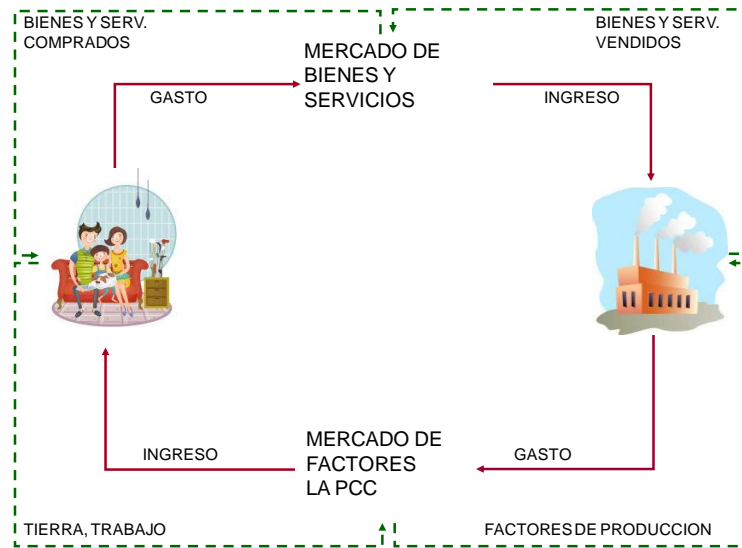 BIENES Y SERV.
COMPRADOS
BIENES Y SERV.
VENDIDOS
MERCADO DE
BIENES Y
SERVICIOS
GASTO
INGRESO
INGRESO
MERCADO DE
FACTORES
LA PCC
GASTO
TIERRA, TRABAJO
FACTORES DE PRODUCCION